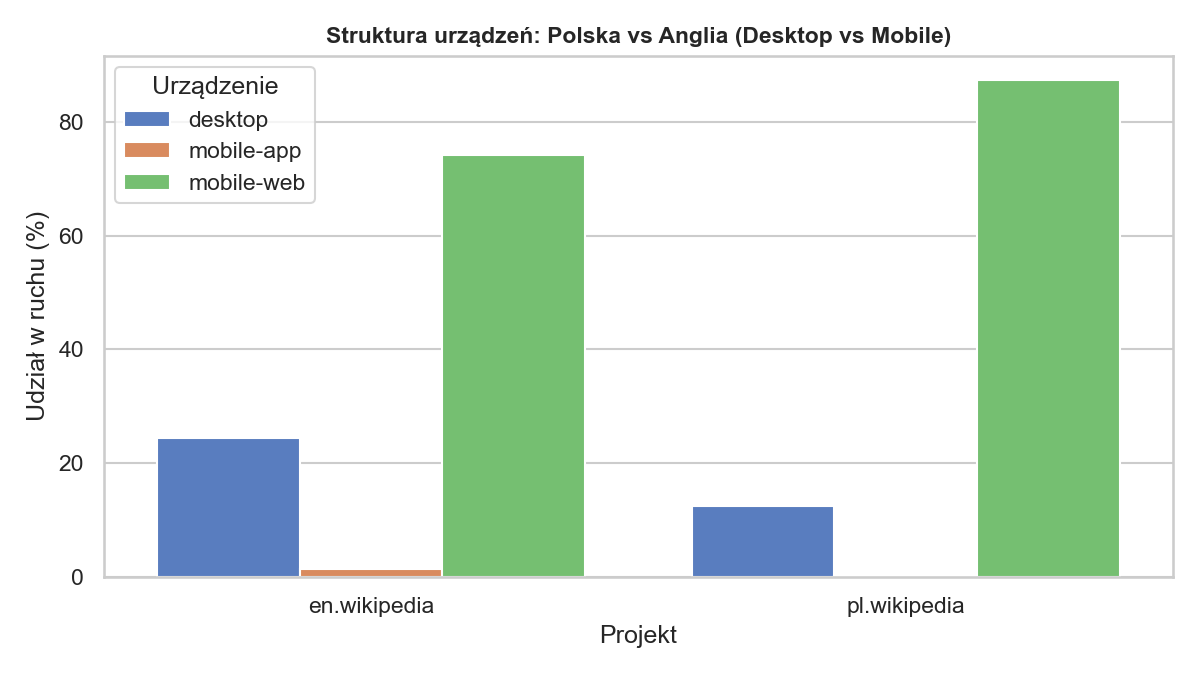 Struktura urządzeń: Polska vs Anglia (Desktop vs Mobile)
Urządzenie
desktop
mobile-app
mobile-web
Udział w ruchu (%)
80
60
40
20
0
en.wikipedia
pl.wikipedia
Projekt